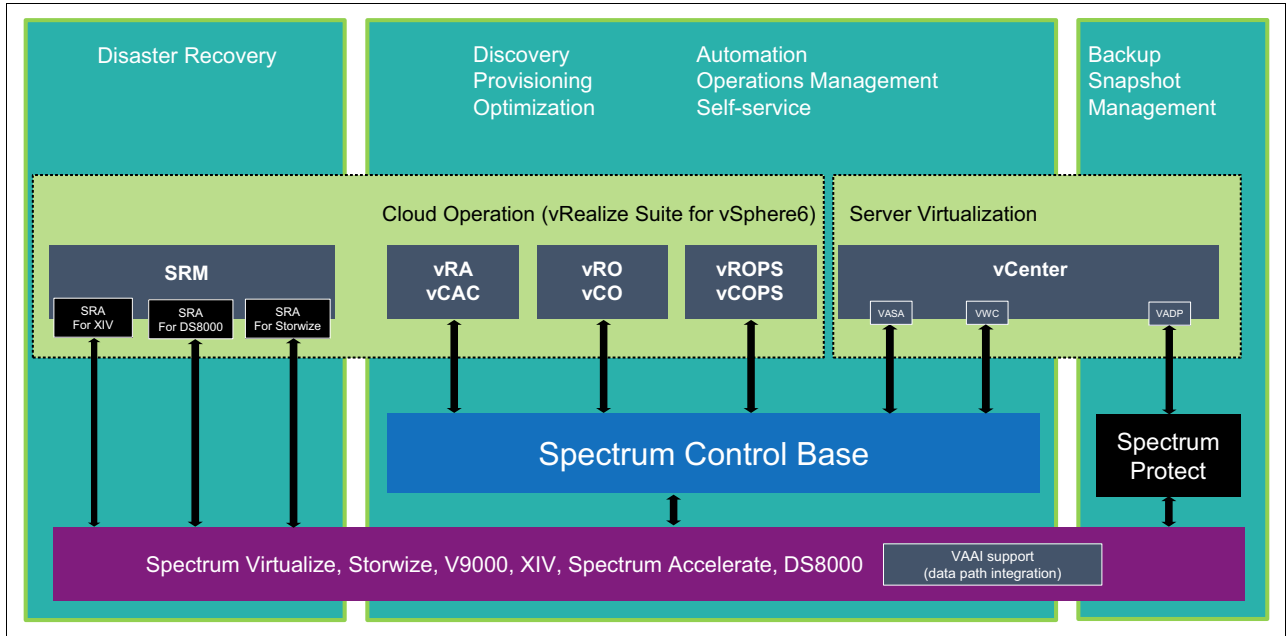 Disaster Recovery
Discovery
Provisioning
Optimization
Automation
Operations Management
Self-service
Backup
Snapshot
Management
Cloud Operation (vRealize Suite for vSphere6)
Server Virtualization
SRM
SRA
For XIV
SRA
For DS8000
SRA
For Storwize
vRA
vCAC
vRO
vCO
vROPS
vCOPS
vCenter
VASA
VWC
VADP
Spectrum Control Base
Spectrum
Protect
Spectrum Virtualize, Storwize, V9000, XIV, Spectrum Accelerate, DS8000
VAAI support
(data path integration)